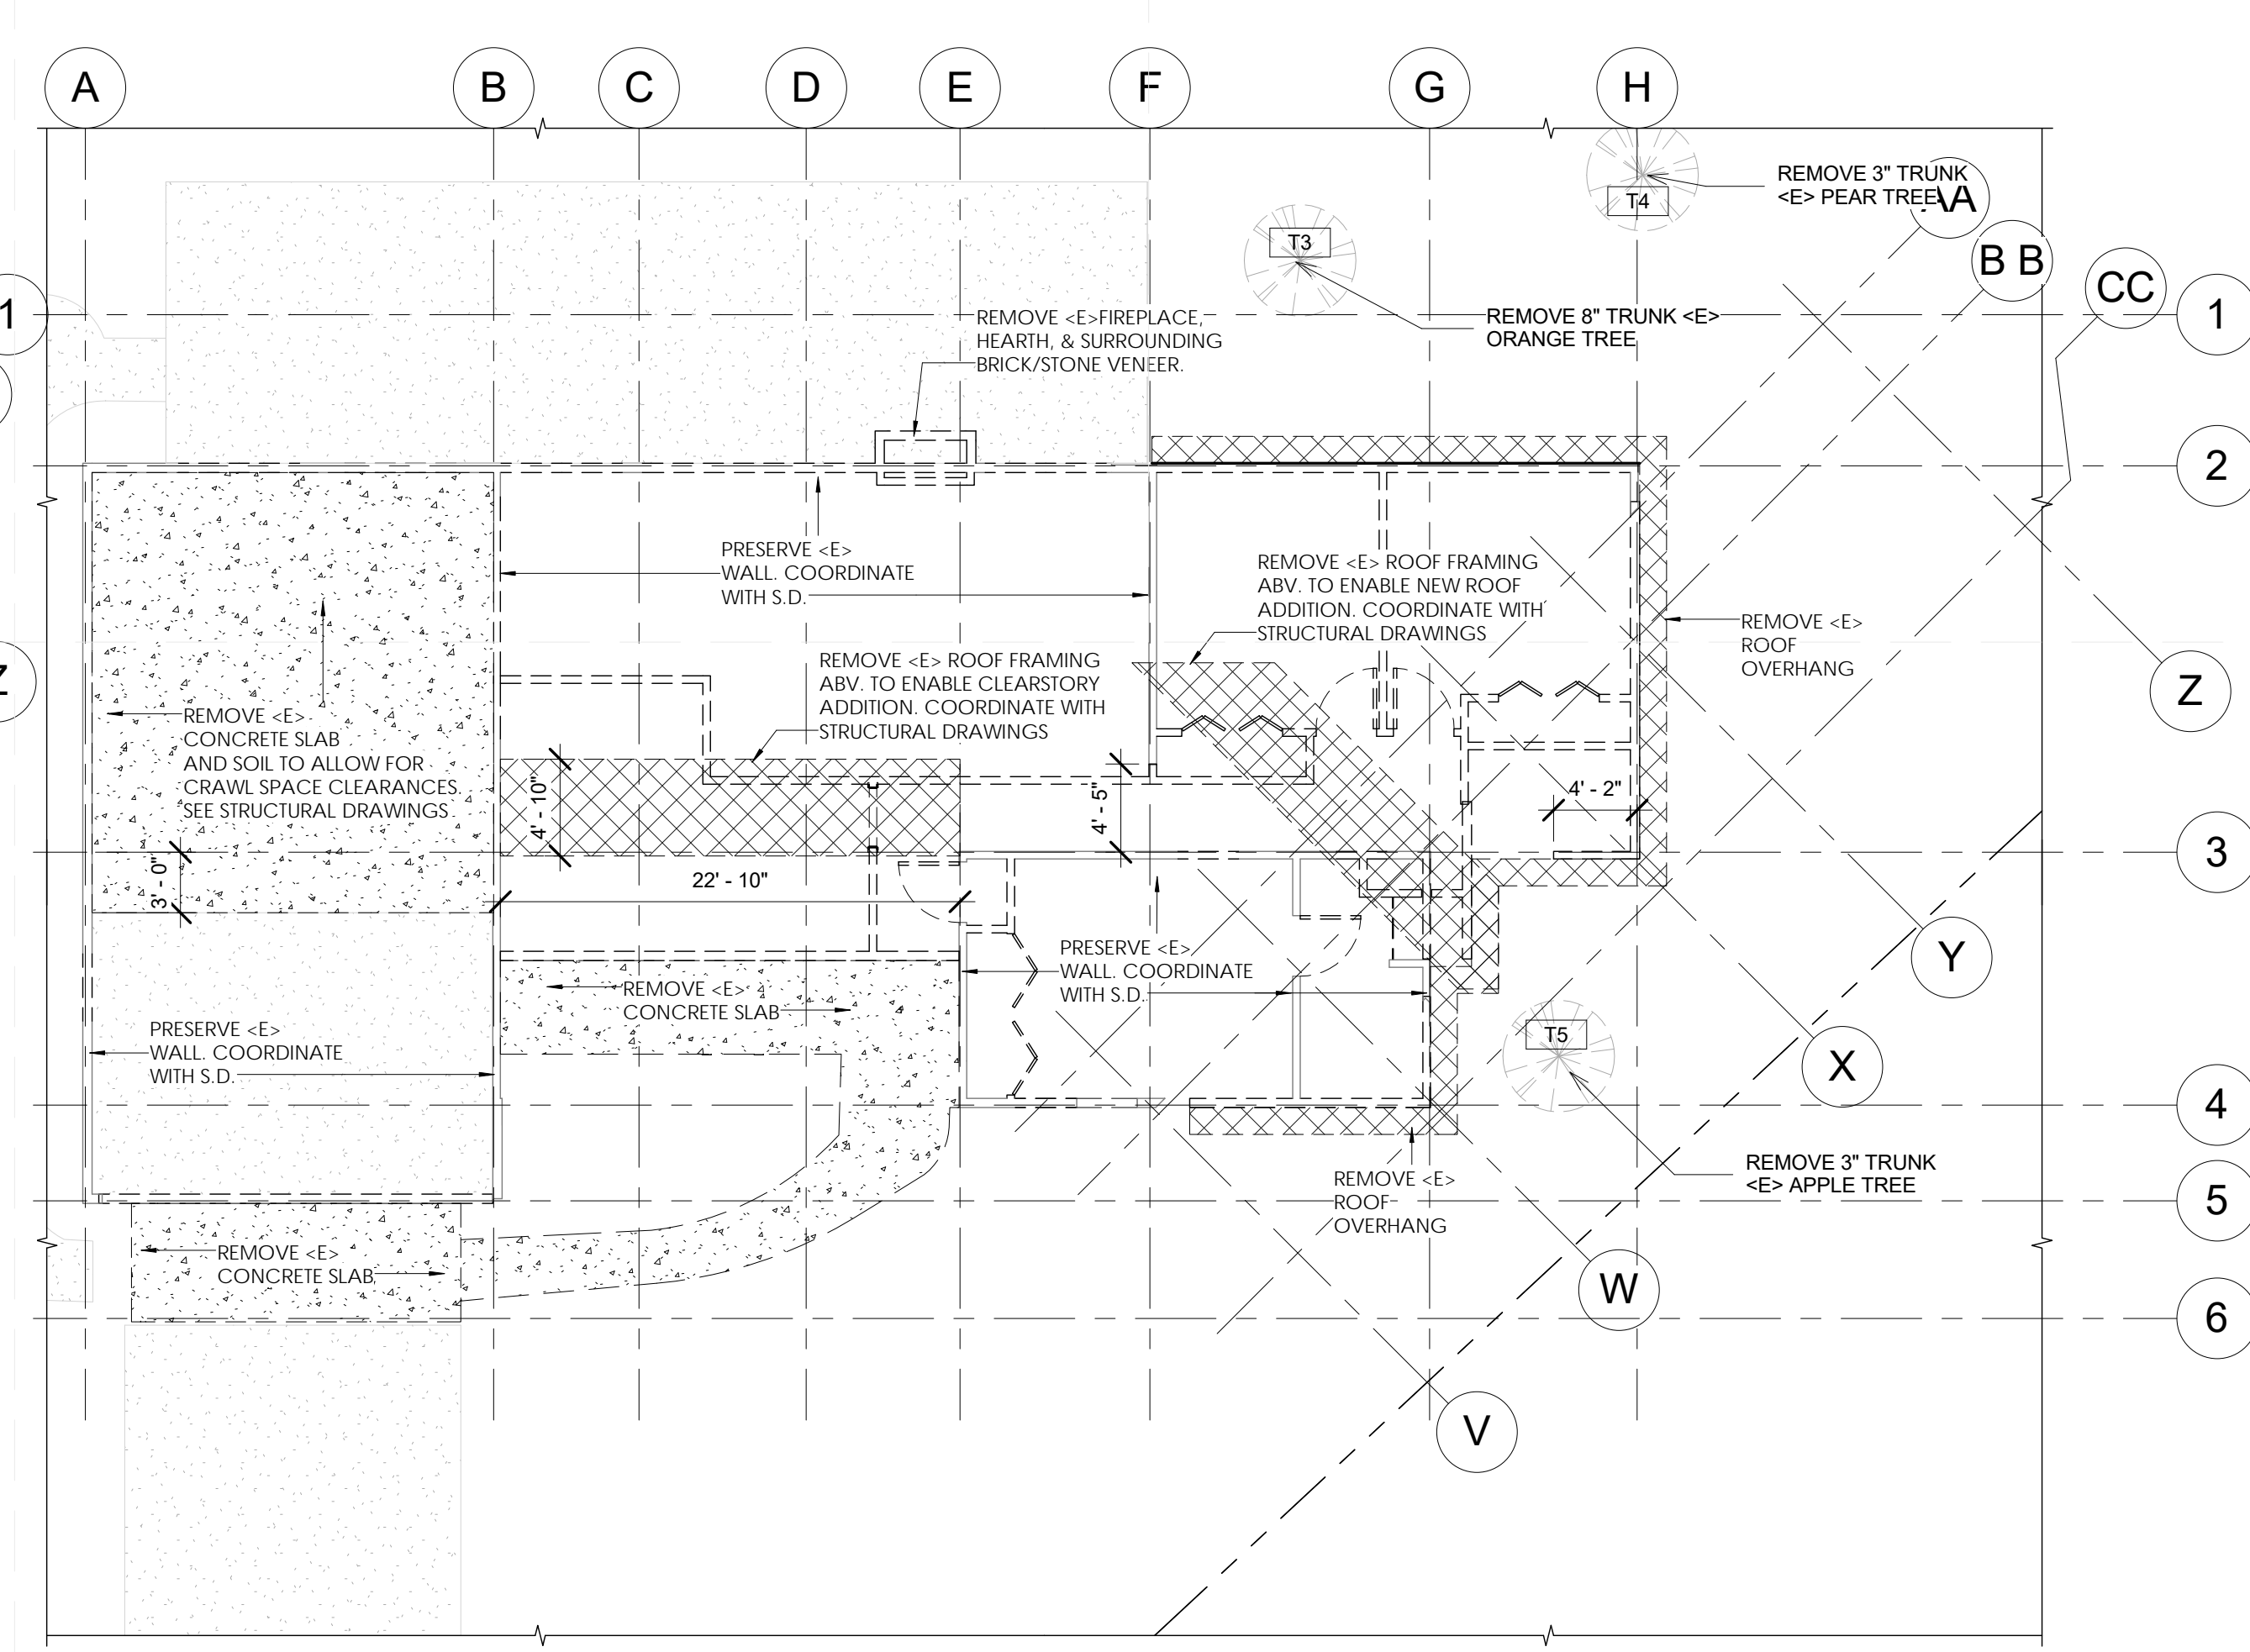 A
B
C
D
E
F
G
H
REMOVE 3" TRUNK
<E> PEAR TREE
AA
T4
T3
B B
CC
1
1
REMOVE <E>FIREPLACE,
HEARTH, & SURROUNDING
BRICK/STONE VENEER.
REMOVE 8" TRUNK <E>
ORANGE TREE
2
PRESERVE <E>
WALL. COORDINATE
WITH S.D.
REMOVE <E> ROOF FRAMING
ABV. TO ENABLE NEW ROOF
ADDITION. COORDINATE WITH
STRUCTURAL DRAWINGS
REMOVE <E>
ROOF
OVERHANG
Z
Z
REMOVE <E> ROOF FRAMING
ABV. TO ENABLE CLEARSTORY
ADDITION. COORDINATE WITH
STRUCTURAL DRAWINGS
REMOVE <E>
CONCRETE SLAB
AND SOIL TO ALLOW FOR
CRAWL SPACE CLEARANCES.
SEE STRUCTURAL DRAWINGS
4' - 10"
4' - 5"
4' - 2"
3
3' - 0"
22' - 10"
PRESERVE <E>
WALL. COORDINATE
WITH S.D.
Y
REMOVE <E>
CONCRETE SLAB
PRESERVE <E>
WALL. COORDINATE
WITH S.D.
T5
X
4
REMOVE 3" TRUNK
<E> APPLE TREE
REMOVE <E>
ROOF
OVERHANG
5
REMOVE <E>
CONCRETE SLAB
W
6
V